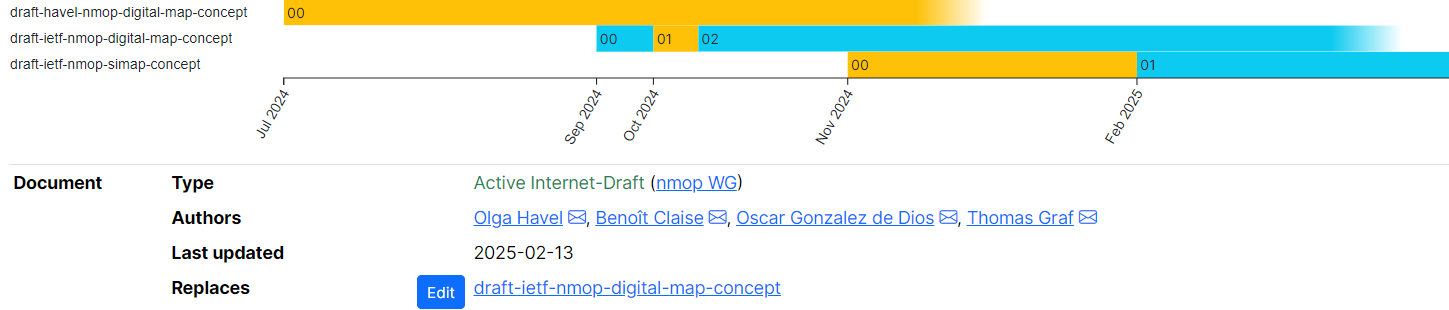 draft-havel-nmop-digital-map-concept 00
draft-ietf-nmop-digital-map-concept 00 01 02
draft-ietf-nmop-simap-concept 00 01
Jul 2024 Sep 2024 Oct 2024 Nov 2024 Feb 2025
Document Type Active Internet-Draft (nmop WG)
Authors Olga Havel, Benoît Claise, Oscar Gonzalez de Dios, Thomas Graf
Last updated 2025-02-13
Replaces Edit draft-ietf-nmop-digital-map-concept